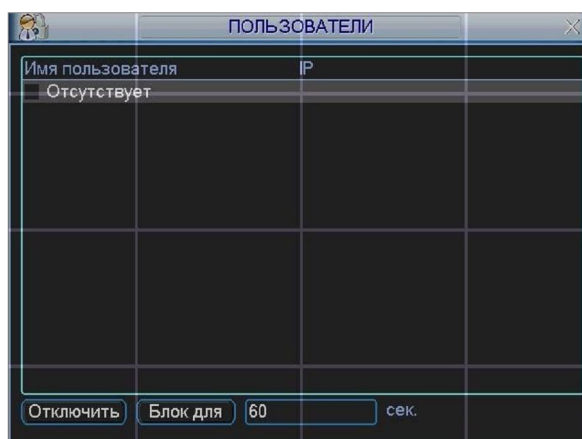 ПОЛЬЗОВАТЕЛИ
Имя пользователя IP
Отсутствует
Отключить Блок для 60 сек.